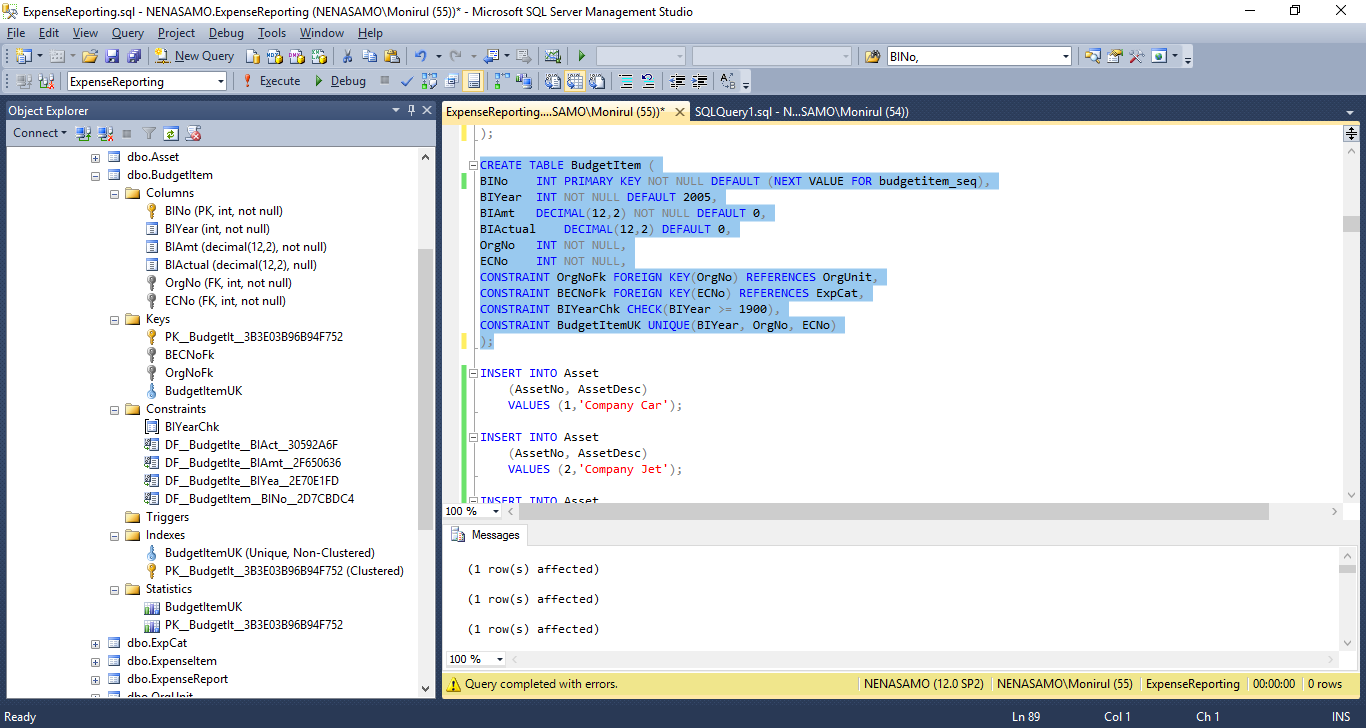 ExpenseReporting.sql - NENASAMO.ExpenseReporting (NENASAMO\Monirul (55))* - Microsoft SQL Server Management Studio
File Edit View Query Project Debug Tools Window Help
New Query BINo,
ExpenseReporting Execute Debug
Object Explorer
Connect
dbo.Asset
dbo.BudgetItem
Columns
BINo (PK, int, not null)
BIYear (int, not null)
BIAmt (decimal(12,2), not null)
BIActual (decimal(12,2), null)
OrgNo (FK, int, not null)
ECNo (FK, int, not null)
Keys
PK__BudgetIt__3B3E03B96B94F752
BECNoFk
OrgNoFk
BudgetItemUK
Constraints
BIYearChk
DF__BudgetIte__BIAct__30592A6F
DF__BudgetIte__BIAmt__2F650636
DF__BudgetIte__BIYea__2E70E1FD
DF__BudgetItem__BINo__2D7CBDC4
Triggers
Indexes
BudgetItemUK (Unique, Non-Clustered)
PK__BudgetIt__3B3E03B96B94F752 (Clustered)
Statistics
BudgetItemUK
PK__BudgetIt__3B3E03B96B94F752
dbo.ExpCat
dbo.ExpenseItem
dbo.ExpenseReport
dbo.OrgUnit
ExpenseReporting....SAMO\Monirul (55))* SQLQuery1.sql - N...SAMO\Monirul (54))
);
CREATE TABLE BudgetItem (
BINo INT PRIMARY KEY NOT NULL DEFAULT (NEXT VALUE FOR budgetitem_seq),
BIYear INT NOT NULL DEFAULT 2005,
BIAmt DECIMAL(12,2) NOT NULL DEFAULT 0,
BIActual DECIMAL(12,2) DEFAULT 0,
OrgNo INT NOT NULL,
ECNo INT NOT NULL,
CONSTRAINT OrgNoFk FOREIGN KEY(OrgNo) REFERENCES OrgUnit,
CONSTRAINT BECNoFk FOREIGN KEY(ECNo) REFERENCES ExpCat,
CONSTRAINT BIYearChk CHECK(BIYear >= 1900),
CONSTRAINT BudgetItemUK UNIQUE(BIYear, OrgNo, ECNo)
);
INSERT INTO Asset
(AssetNo, AssetDesc)
VALUES (1,'Company Car');
INSERT INTO Asset
(AssetNo, AssetDesc)
VALUES (2,'Company Jet');
INSERT INTO Asset
100 %
Messages
(1 row(s) affected)
(1 row(s) affected)
(1 row(s) affected)
100 %
Query completed with errors. NENASAMO (12.0 SP2) NENASAMO\Monirul (55) ExpenseReporting 00:00:00 0 rows
Ready Ln 89 Col 1 Ch 1 INS